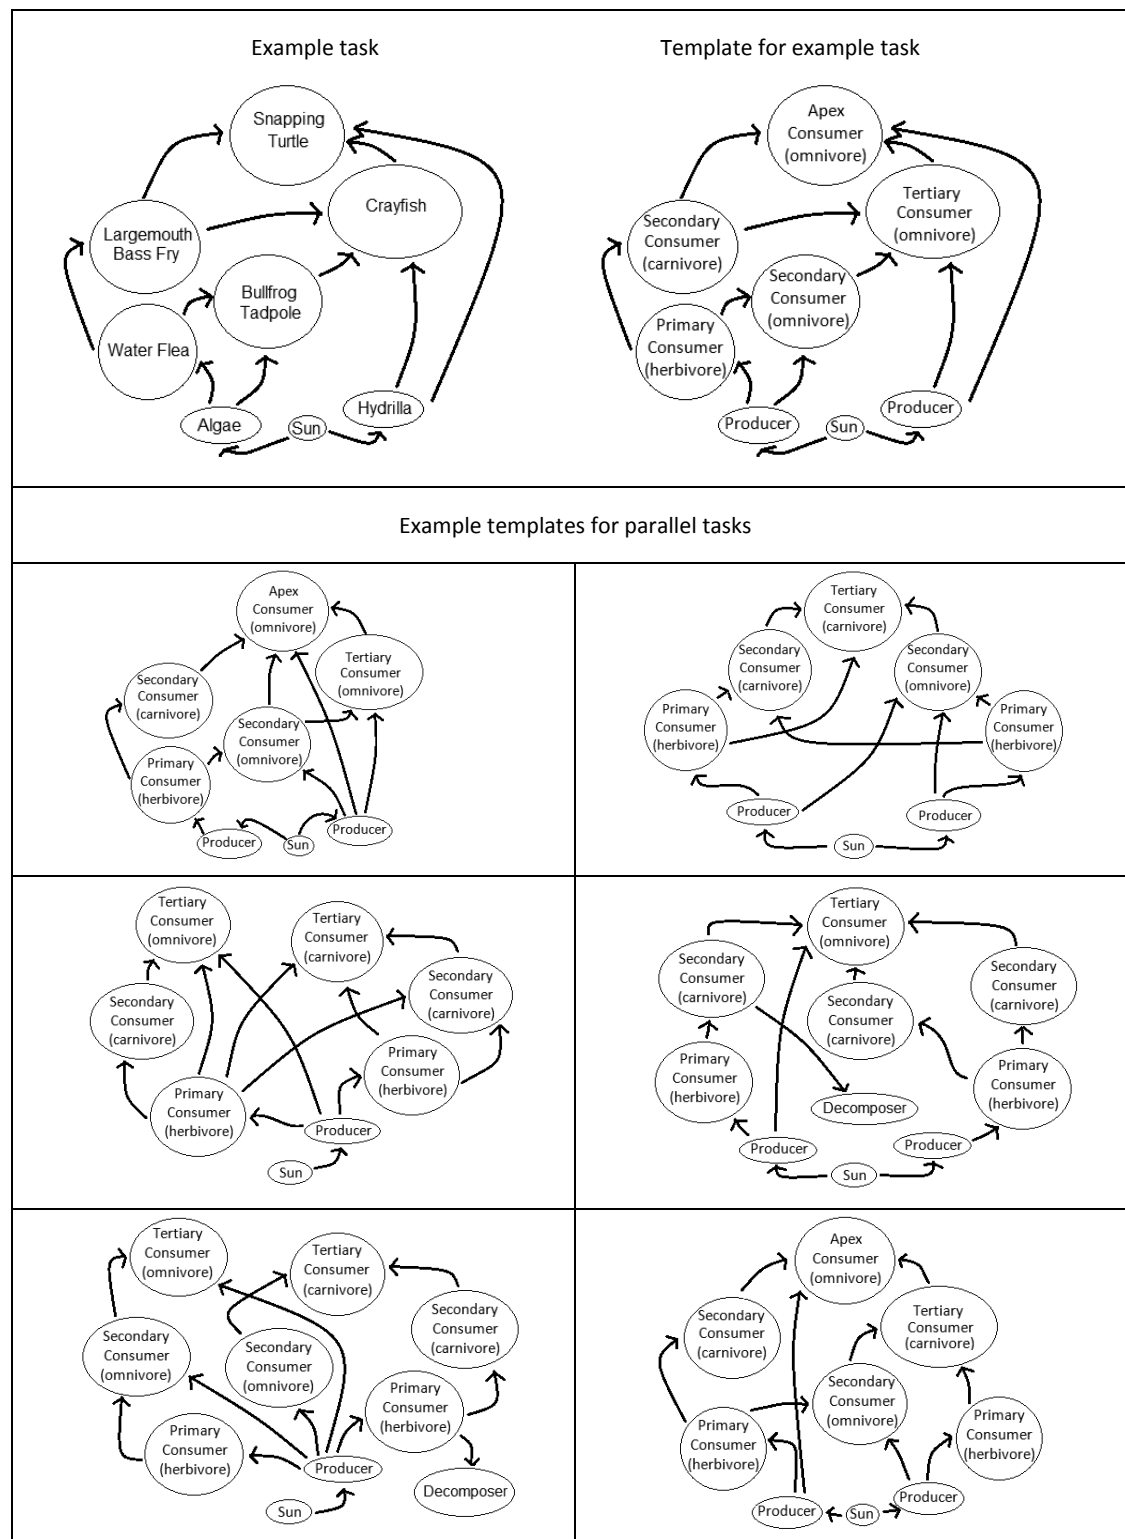 Example task
Template for example task
Snapping
Turtle
Crayfish
Largemouth
Bass Fry
Bullfrog
Tadpole
Water Flea
Hydrilla
Algae
Sun
Apex
Consumer
(omnivore)
Tertiary
Consumer
(omnivore)
Secondary
Consumer
(carnivore)
Secondary
Consumer
(omnivore)
Primary
Consumer
(herbivore)
Producer
Producer
Sun
Example templates for parallel tasks
Apex
Consumer
(omnivore)
Tertiary
Consumer
(omnivore)
Secondary
Consumer
(carnivore)
Secondary
Consumer
(omnivore)
Primary
Consumer
(herbivore)
Producer
Producer
Sun
Tertiary
Consumer
(carnivore)
Secondary
Consumer
(carnivore)
Secondary
Consumer
(omnivore)
Primary
Consumer
(herbivore)
Primary
Consumer
(herbivore)
Producer
Producer
Sun
Tertiary
Consumer
(omnivore)
Tertiary
Consumer
(carnivore)
Secondary
Consumer
(carnivore)
Secondary
Consumer
(carnivore)
Primary
Consumer
(herbivore)
Primary
Consumer
(herbivore)
Producer
Sun
Tertiary
Consumer
(omnivore)
Secondary
Consumer
(carnivore)
Secondary
Consumer
(carnivore)
Secondary
Consumer
(carnivore)
Primary
Consumer
(herbivore)
Primary
Consumer
(herbivore)
Decomposer
Producer
Producer
Sun
Tertiary
Consumer
(omnivore)
Tertiary
Consumer
(carnivore)
Secondary
Consumer
(carnivore)
Secondary
Consumer
(omnivore)
Secondary
Consumer
(omnivore)
Primary
Consumer
(herbivore)
Primary
Consumer
(herbivore)
Producer
Decomposer
Sun
Apex
Consumer
(omnivore)
Secondary
Consumer
(carnivore)
Tertiary
Consumer
(carnivore)
Secondary
Consumer
(omnivore)
Primary
Consumer
(herbivore)
Primary
Consumer
(herbivore)
Producer
Producer
Sun